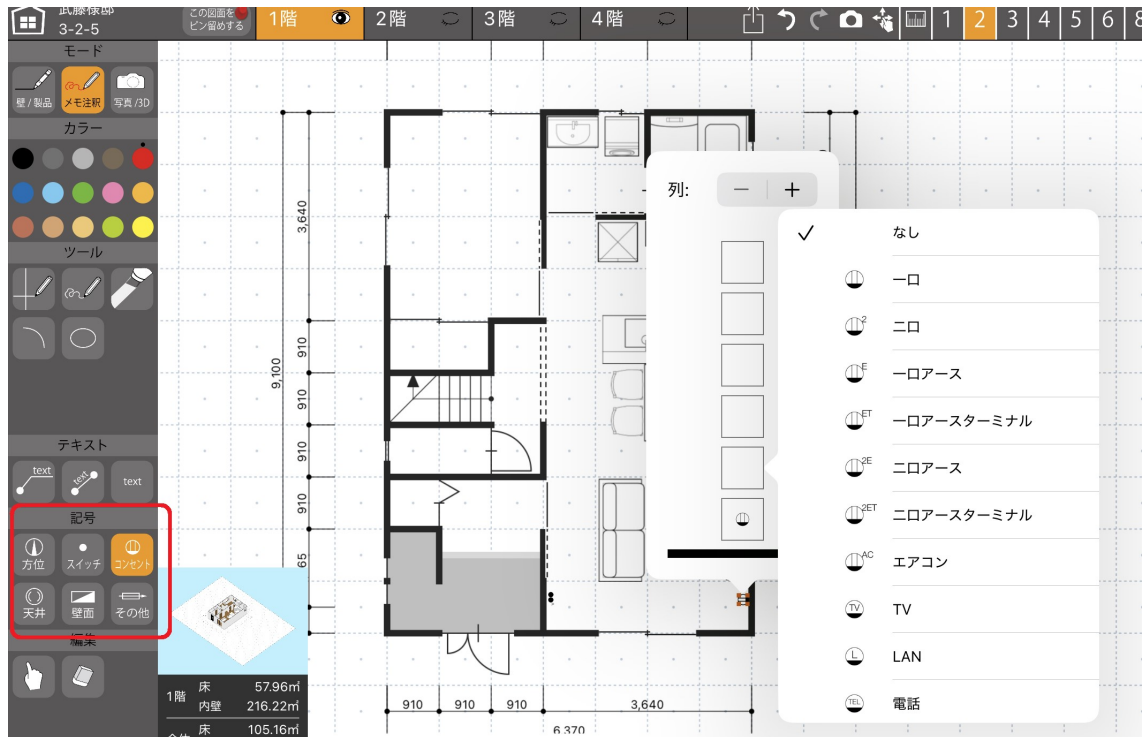 武藤様邸
3-2-5
この図面を
ピン留めする
1階
2階
3階
4階
1
2
3
4
5
6
モード
壁/製品
メモ注釈
写真/3D
カラー
ツール
テキスト
text
text
text
記号
方位
スイッチ
コンセント
天井
壁面
その他
編集
1階
床
57.96㎡
内壁
216.22㎡
床
105.16㎡
3,640
9,100
910
910
910
910
65
910
910
910
3,640
6,370
列:
−
+
なし
一口
2
二口
E
一口アース
ET
一口アースターミナル
2E
二口アース
2ET
二口アースターミナル
AC
エアコン
TV
TV
L
LAN
TEL
電話